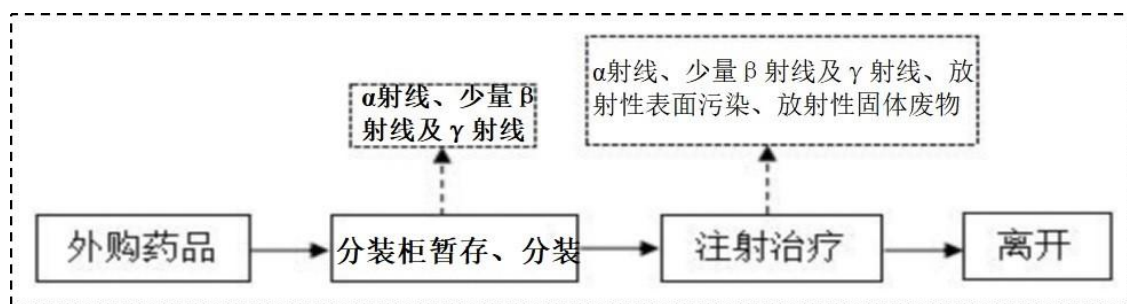 α射线、少量β
射线及γ射线
α射线、少量β射线及γ射线、放
射性表面污染、放射性固体废物
外购药品
分装柜暂存、分装
注射治疗
离开